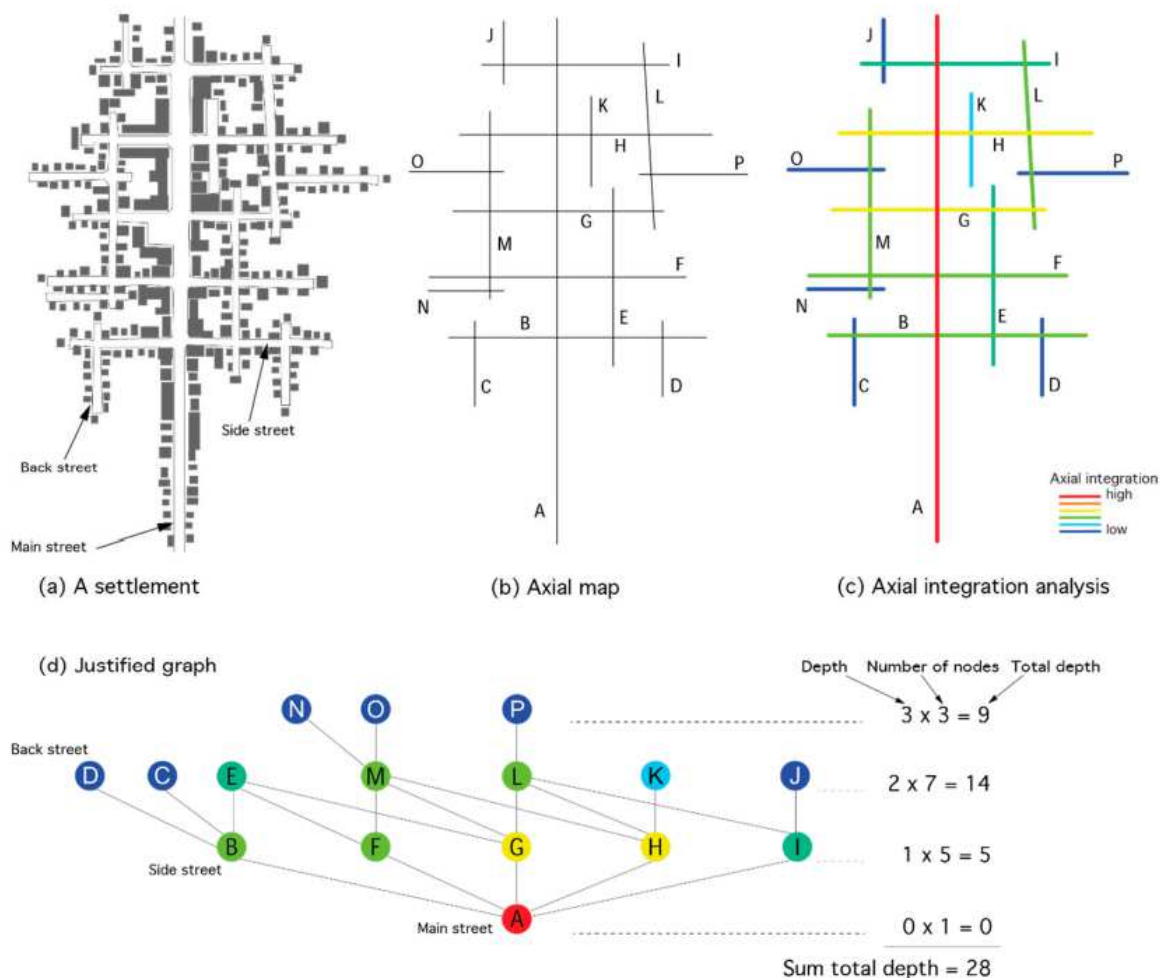 Back street
Side street
Main street
(a) A settlement
J
I
L
K
H
O
P
G
M
F
N
B
E
C
D
A
(b) Axial map
J
I
L
K
H
O
P
G
M
F
N
B
E
C
D
A
Axial integration
high
low
(c) Axial integration analysis
(d) Justified graph
Depth Number of nodes Total depth
N O P
3 x 3 = 9
Back street
D C E M L K J
2 x 7 = 14
B F G H I
Side street
1 x 5 = 5
A
Main street
0 x 1 = 0
Sum total depth = 28